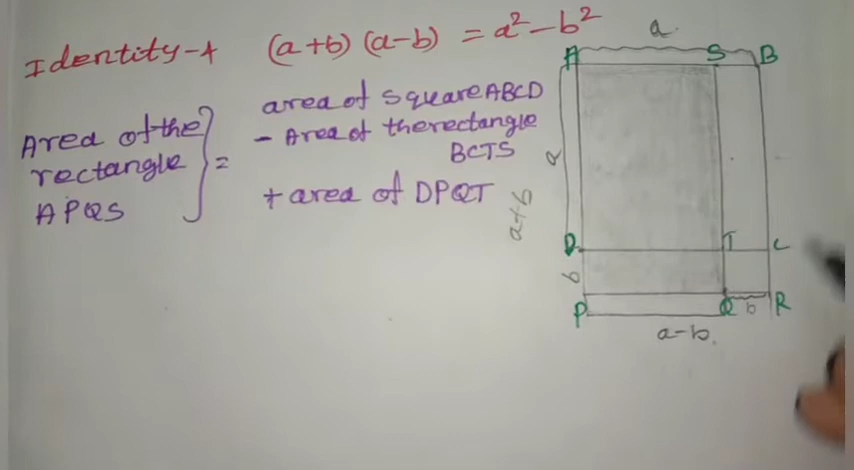 Identity-4 (a+b) (a-b) = a² - b²
Area of the rectangle APQS } =
area of square ABCD
- Area of the rectangle
BCTS
+ area of DPQT
a
A S B
a
a+b
D T C
b
P Q b R
a-b.